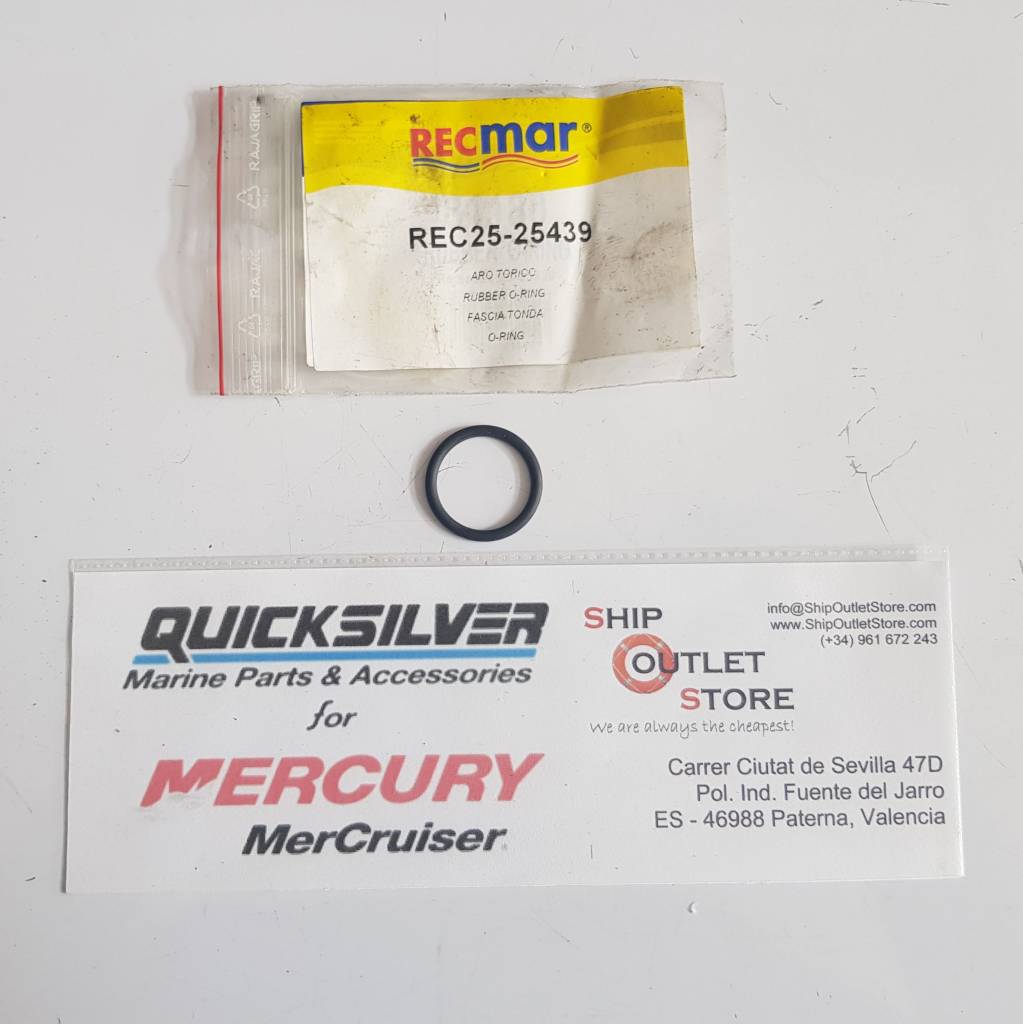 RECmar®
REC25-25439
ARO TORICO
RUBBER O-RING
FASCIA TONDA
O-RING
RAJAGRIP
QUICKSILVER
Marine Parts & Accessories
for
MERCURY
MerCruiser
SHIP
OUTLET
STORE
We are always the cheapest!
info@ShipOutletStore.com
www.ShipOutletStore.com
(+34) 961 672 243
Carrer Ciutat de Sevilla 47D
Pol. Ind. Fuente del Jarro
ES - 46988 Paterna, Valencia